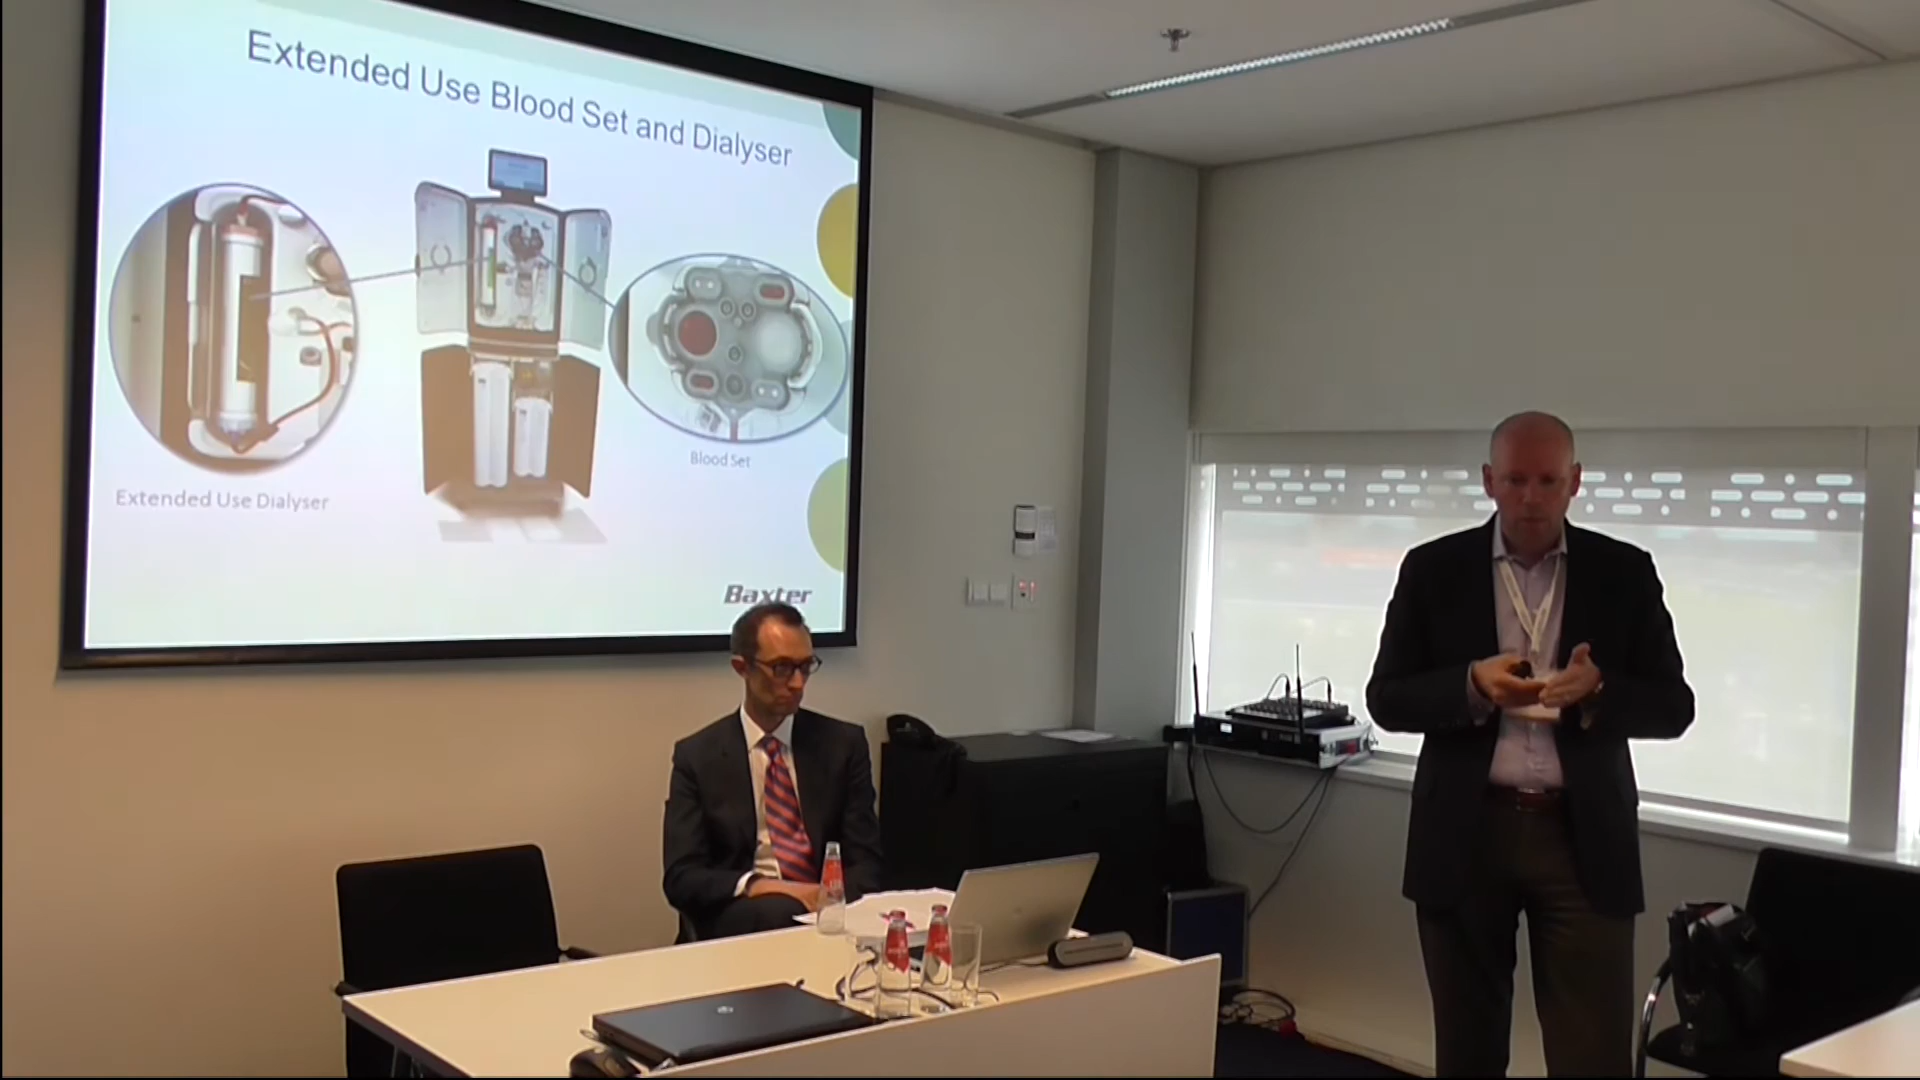 Extended Use Blood Set and Dialyser
Blood Set
Extended Use Dialyser
Baxter